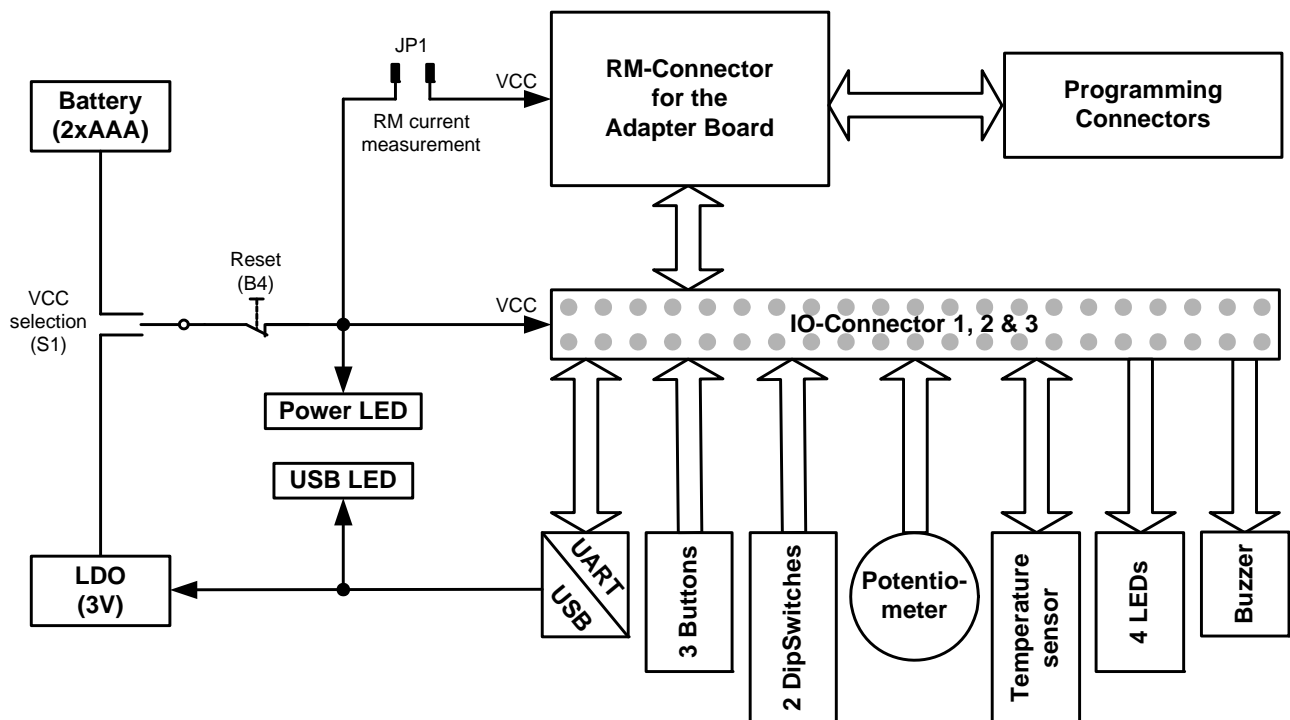 JP1
VCC
RM-Connector
for the
Adapter Board
Programming
Connectors
Battery
(2xAAA)
RM current
measurement
Reset
(B4)
VCC
selection
(S1)
VCC
IO-Connector 1, 2 & 3
Power LED
USB LED
LDO
(3V)
UART
USB
3 Buttons
2 DipSwitches
Potentio-
meter
Temperature
sensor
4 LEDs
Buzzer